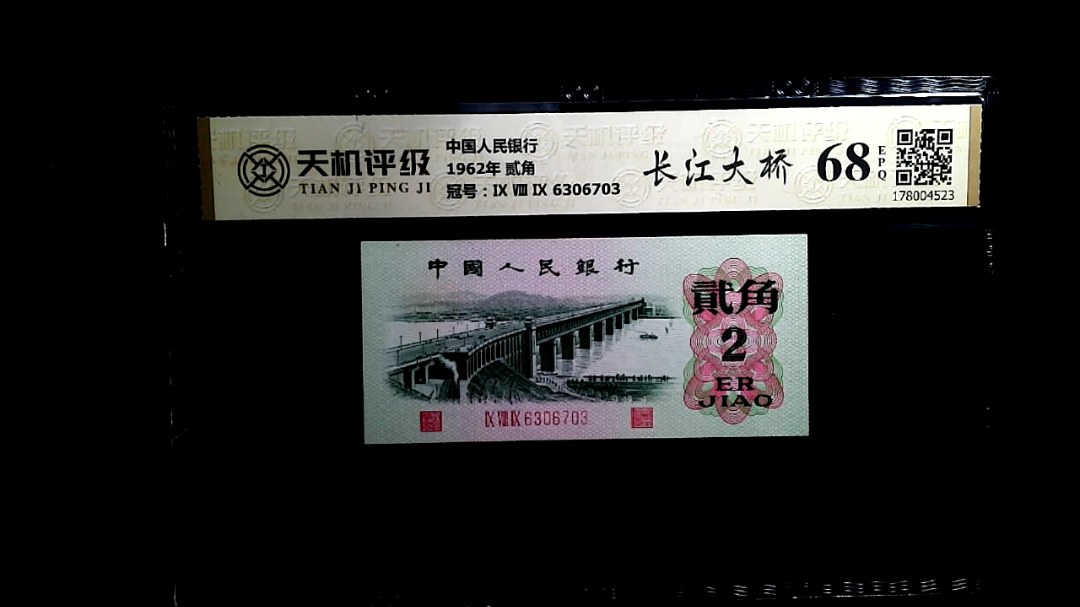 天机评级
TIAN JI PING JI
中国人民银行
1962年 贰角
冠号：IX VIII IX 6306703
长江大桥
68
EPQ
178004523
中國人民銀行
貳角
2
ER
JIAO
IX VIII IX 6306703